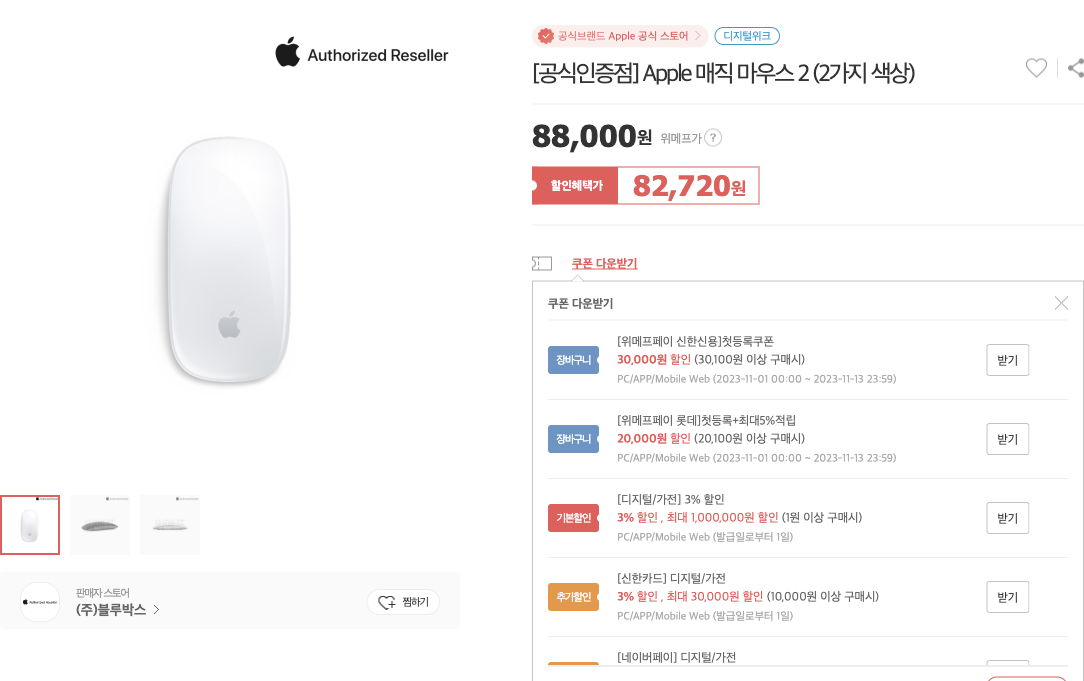 Authorized Reseller
공식브랜드 Apple 공식 스토어
디지털위크
[공식인증점] Apple 매직 마우스 2 (2가지 색상)
88,000원 위메프가 ?
할인혜택가 82,720원
쿠폰 다운받기
쿠폰 다운받기
[위메프페이 신한신용]첫등록쿠폰
장바구니 30,000원 할인 (30,100원 이상 구매시) 받기
PC/APP/Mobile Web (2023-11-01 00:00 ~ 2023-11-13 23:59)
[위메프페이 롯데]첫등록+최대5%적립
장바구니 20,000원 할인 (20,100원 이상 구매시) 받기
PC/APP/Mobile Web (2023-11-01 00:00 ~ 2023-11-13 23:59)
[디지털/가전] 3% 할인
기본할인 3% 할인 , 최대 1,000,000원 할인 (1원 이상 구매시) 받기
PC/APP/Mobile Web (발급일로부터 1일)
[신한카드] 디지털/가전
추가할인 3% 할인 , 최대 30,000원 할인 (10,000원 이상 구매시) 받기
PC/APP/Mobile Web (발급일로부터 1일)
[네이버페이] 디지털/가전
Authorized Reseller
판매자 스토어
(주)블루박스
찜하기